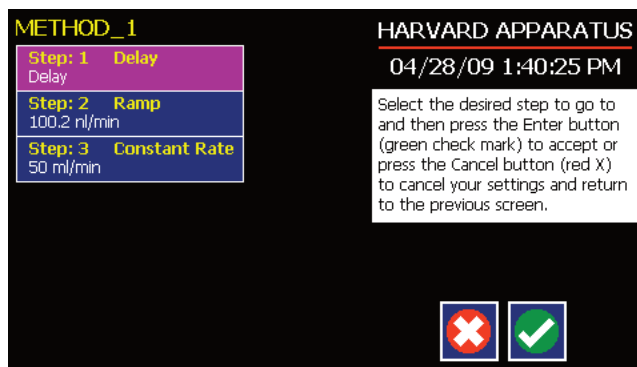 METHOD_1
Step: 1 Delay
Delay
Step: 2 Ramp
100.2 nl/min
Step: 3 Constant Rate
50 ml/min
HARVARD APPARATUS
04/28/09 1:40:25 PM
Select the desired step to go to
and then press the Enter button
(green check mark) to accept or
press the Cancel button (red X)
to cancel your settings and return
to the previous screen.